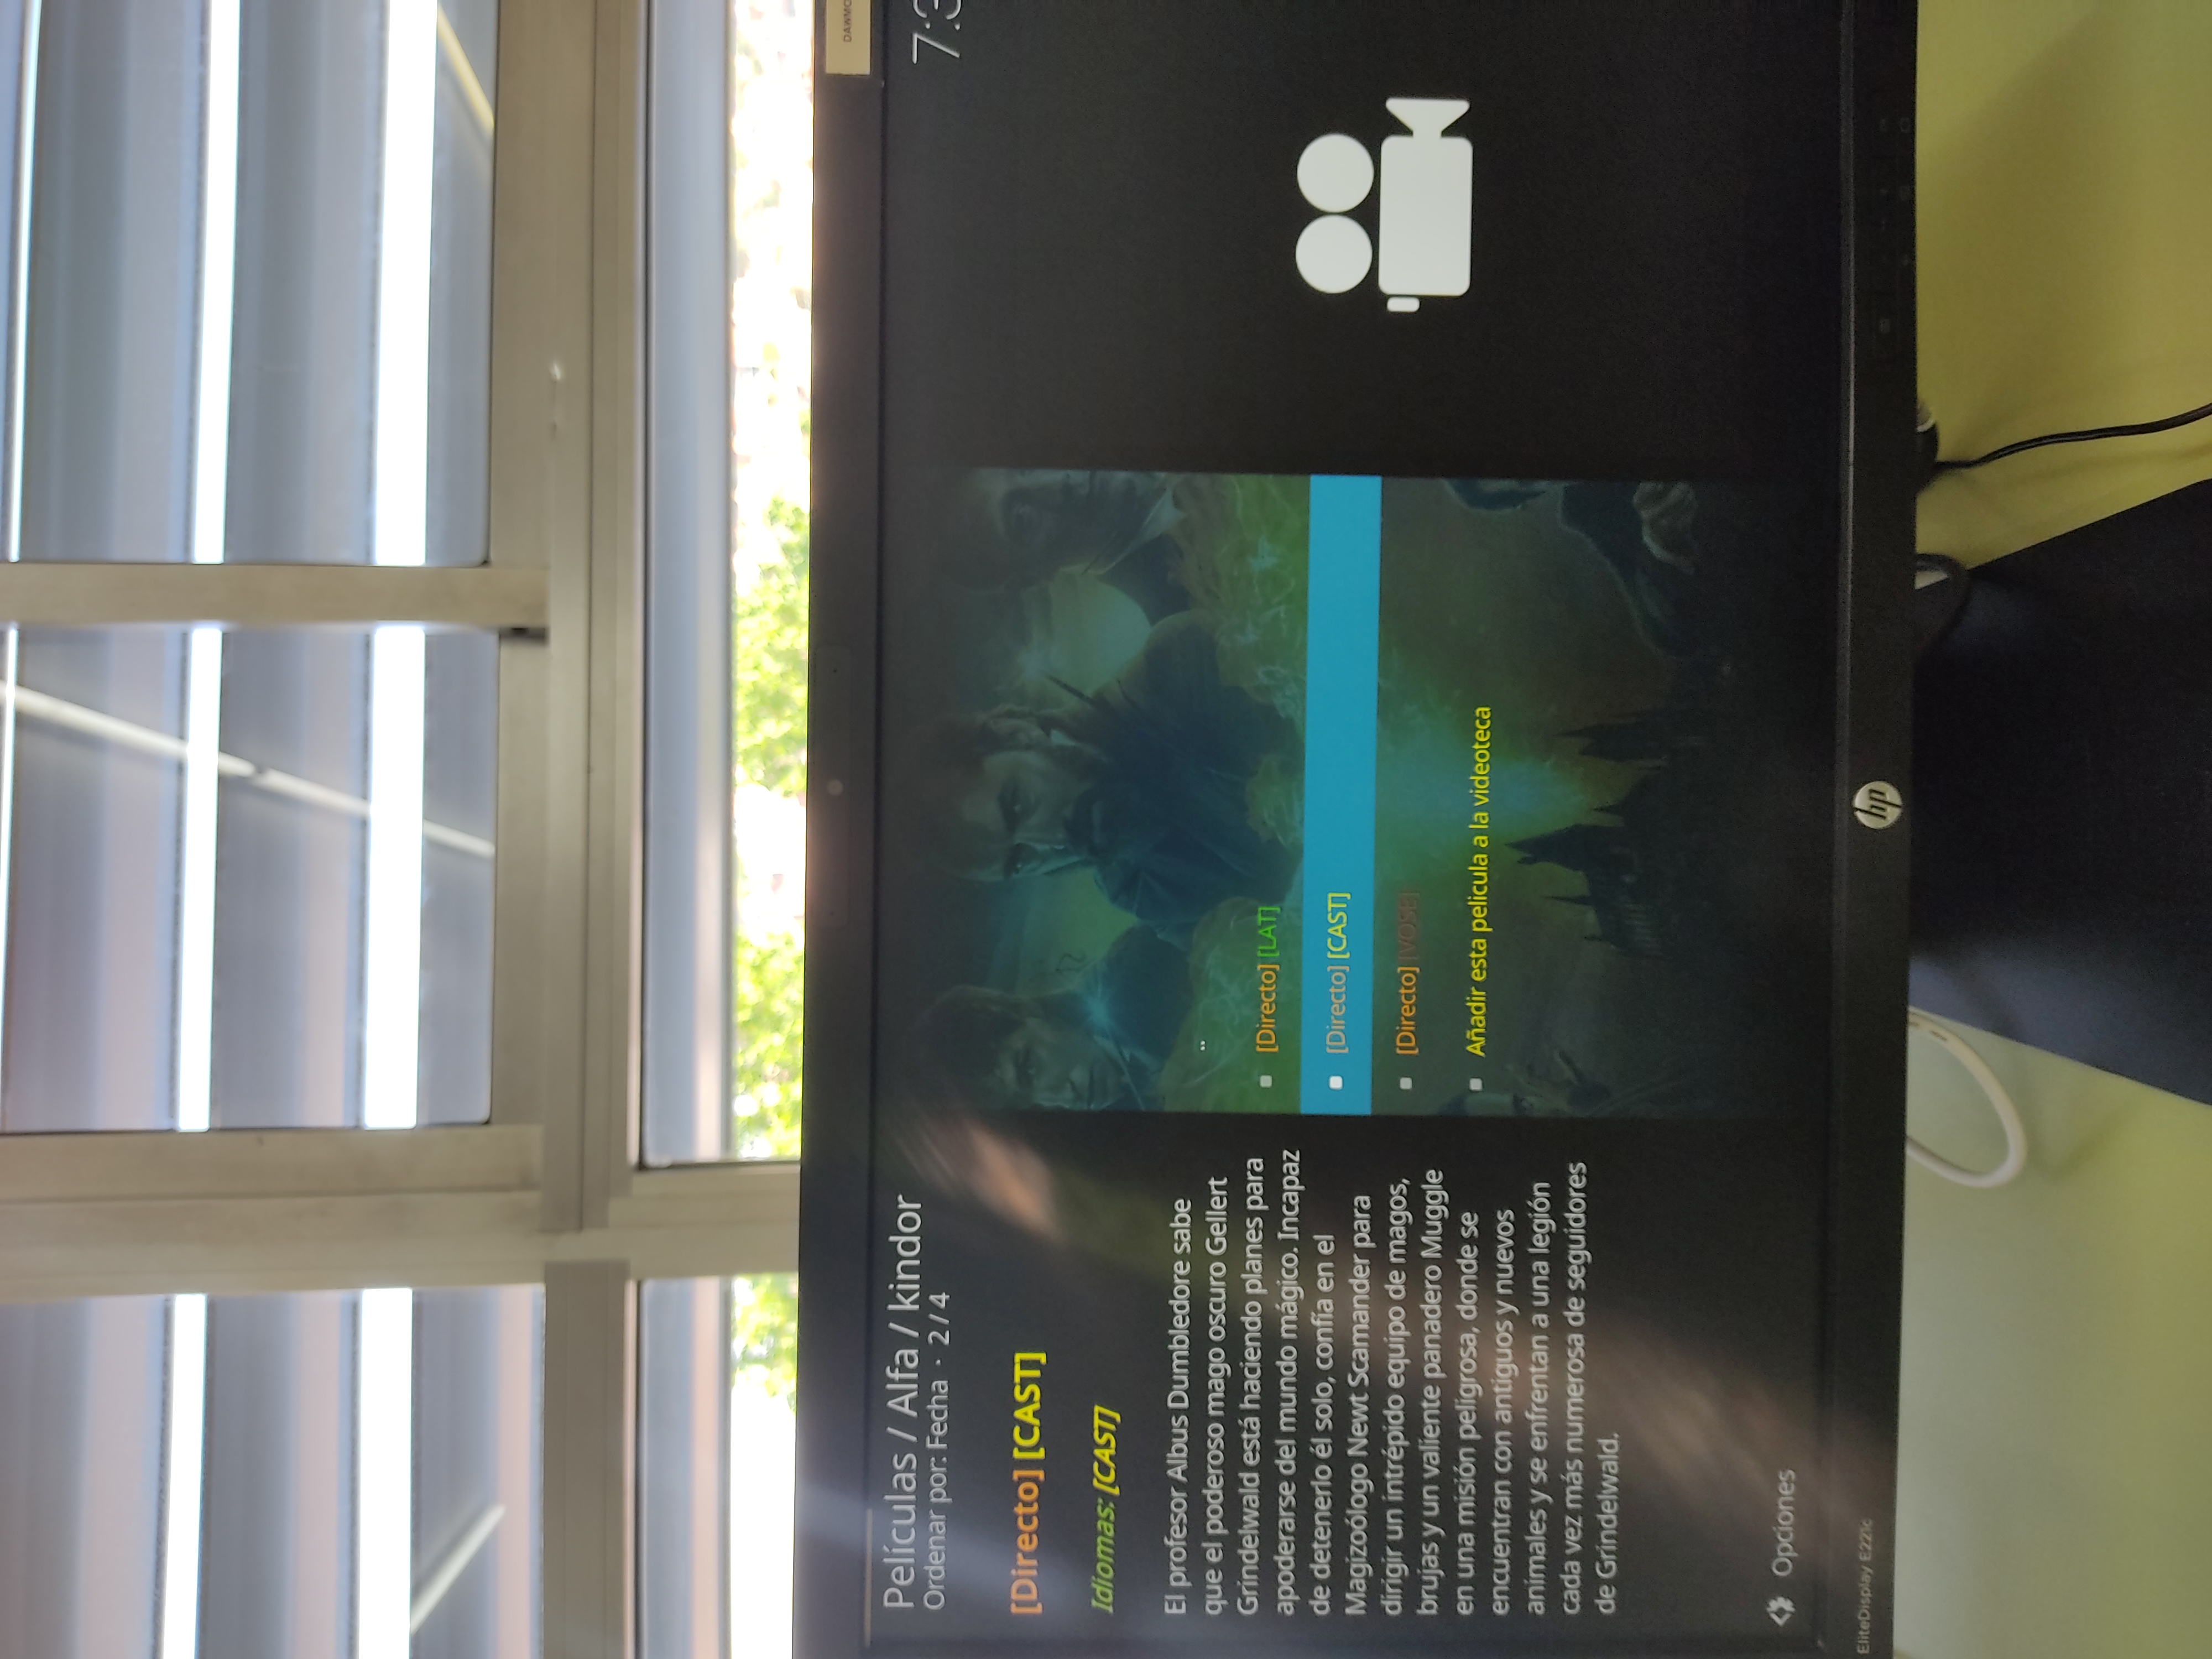 Películas / Alfa / kindor
Ordenar por: Fecha · 2 / 4
[Directo] [CAST]
Idiomas: [CAST]
El profesor Albus Dumbledore sabe
que el poderoso mago oscuro Gellert
Grindelwald está haciendo planes para
apoderarse del mundo mágico. Incapaz
de detenerlo él solo, confía en el
Magizoólogo Newt Scamander para
dirigir un intrépido equipo de magos,
brujas y un valiente panadero Muggle
en una misión peligrosa, donde se
encuentran con antiguos y nuevos
animales y se enfrentan a una legión
cada vez más numerosa de seguidores
de Grindelwald.
Opciones
..
[Directo] [LAT]
[Directo] [CAST]
[Directo] [VOSE]
Añadir esta pelicula a la videoteca
EliteDisplay E221c
hp